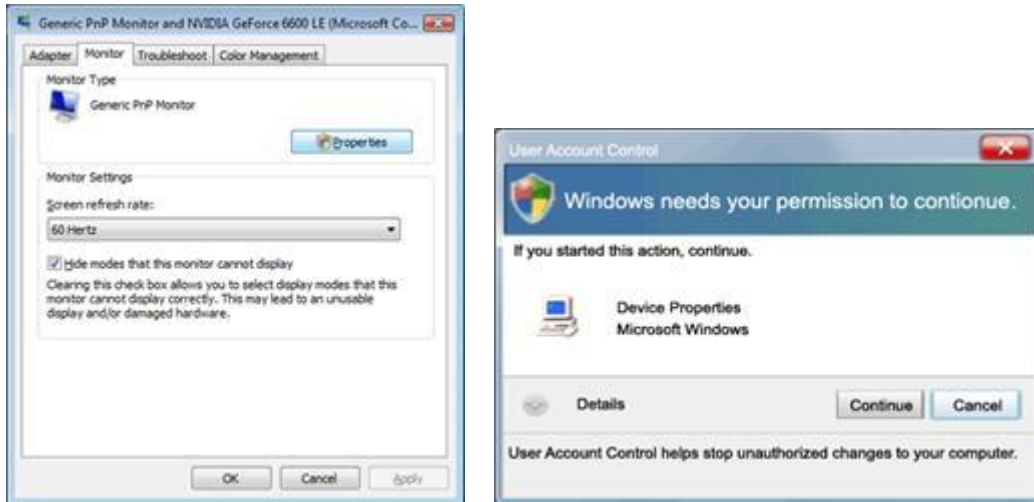 Generic PnP Monitor and NVIDIA GeForce 6600 LE (Microsoft Co...
Adapter Monitor Troubleshoot Color Management
Monitor Type
Generic PnP Monitor
Properties
Monitor Settings
Screen refresh rate:
60 Hertz
Hide modes that this monitor cannot display
Clearing this check box allows you to select display modes that this
monitor cannot display correctly. This may lead to an unusable
display and/or damaged hardware.
OK Cancel Apply
User Account Control
Windows needs your permission to contionue.
If you started this action, continue.
Device Properties
Microsoft Windows
Details Continue Cancel
User Account Control helps stop unauthorized changes to your computer.